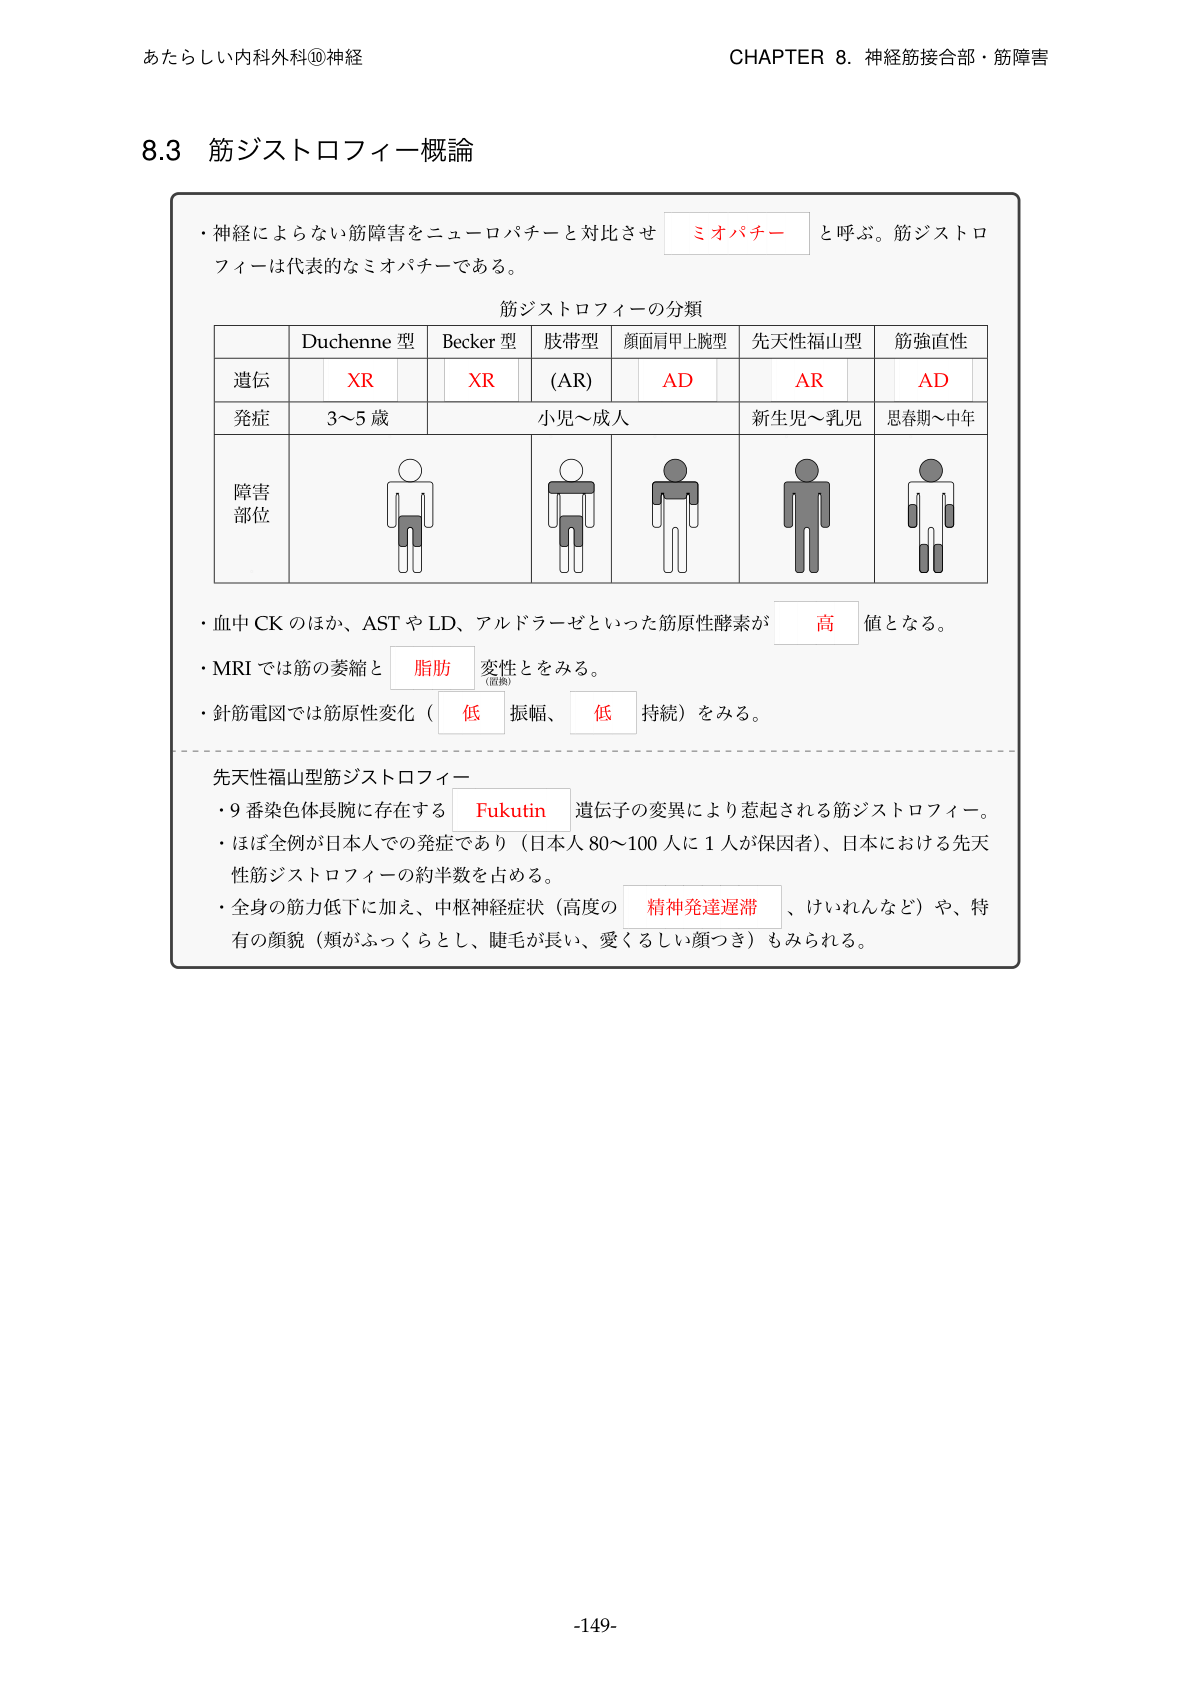 あたらしい内科外科⑩神経
CHAPTER 8. 神経筋接合部・筋障害
8.3 筋ジストロフィー概論
・神経によらない筋障害をニューロパチーと対比させ ミオパチー と呼ぶ。筋ジストロ
フィーは代表的なミオパチーである。
筋ジストロフィーの分類
Duchenne 型 Becker 型 肢帯型 顔面肩甲上腕型 先天性福山型 筋強直性
遺伝 XR XR (AR) AD AR AD
発症 3〜5 歳 小児〜成人 新生児〜乳児 思春期〜中年
障害
部位
・血中 CK のほか、AST や LD、アルドラーゼといった筋原性酵素が 高 値となる。
・MRI では筋の萎縮と 脂肪 変性とをみる。
（置換）
・針筋電図では筋原性変化（ 低 振幅、 低 持続）をみる。
先天性福山型筋ジストロフィー
・9 番染色体長腕に存在する Fukutin 遺伝子の変異により惹起される筋ジストロフィー。
・ほぼ全例が日本人での発症であり（日本人 80〜100 人に 1 人が保因者）、日本における先天
性筋ジストロフィーの約半数を占める。
・全身の筋力低下に加え、中枢神経症状（高度の 精神発達遅滞 、けいれんなど）や、特
有の顔貌（頬がふっくらとし、睫毛が長い、愛くるしい顔つき）もみられる。
-149-